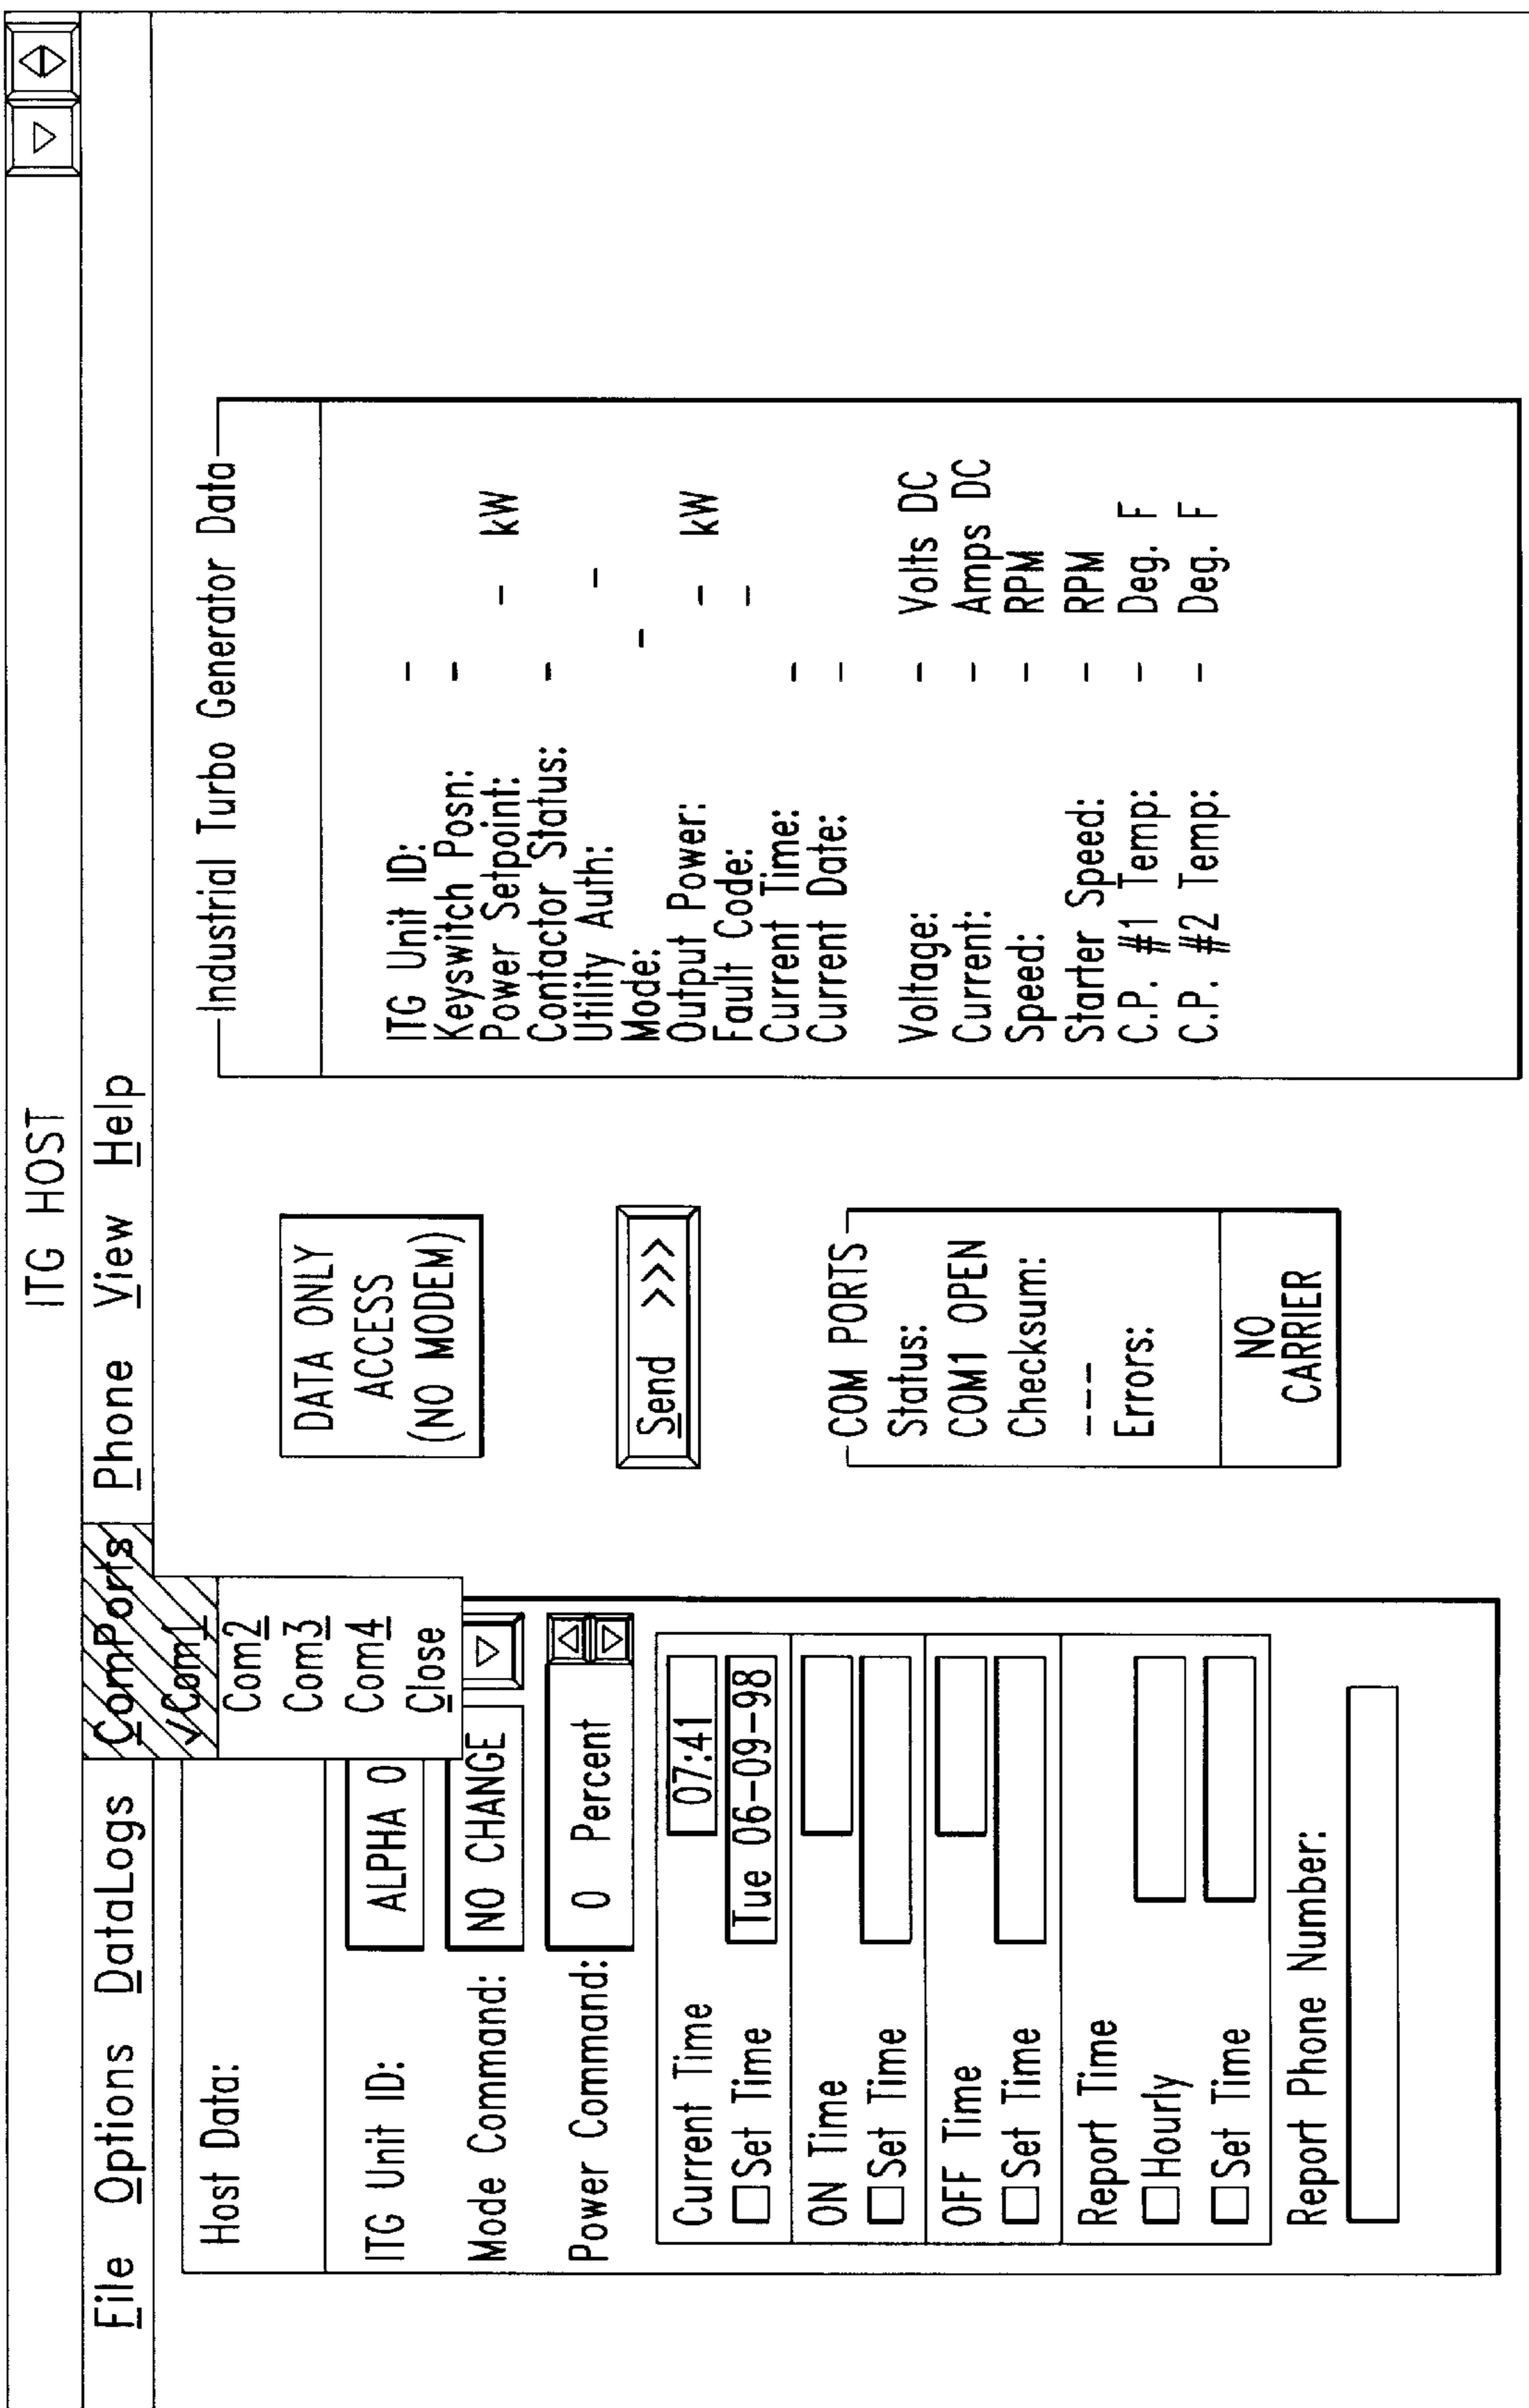 ITG HOST
File Options DataLogs ComPorts Phone View Help
√Com1
Com2
Com3
Com4
Close
Host Data:
ITG Unit ID: ALPHA 0
Mode Command: NO CHANGE
Power Command: 0 Percent
Current Time 07:41
Set Time Tue 06-09-98
ON Time
Set Time
OFF Time
Set Time
Report Time
Hourly
Set Time
Report Phone Number:
DATA ONLY
ACCESS
(NO MODEM)
Send >>>
COM PORTS
Status:
COM1 OPEN
Checksum:
----
Errors:
NO
CARRIER
Industrial Turbo Generator Data
ITG Unit ID: -
Keyswitch Posn: -
Power Setpoint: - kW
Contactor Status: -
Utility Auth: -
Mode: -
Output Power: - kW
Fault Code: -
Current Time: -
Current Date: -
Voltage: - Volts DC
Current: - Amps DC
Speed: - RPM
Starter Speed: - RPM
C.P. #1 Temp: - Deg. F
C.P. #2 Temp: - Deg. F